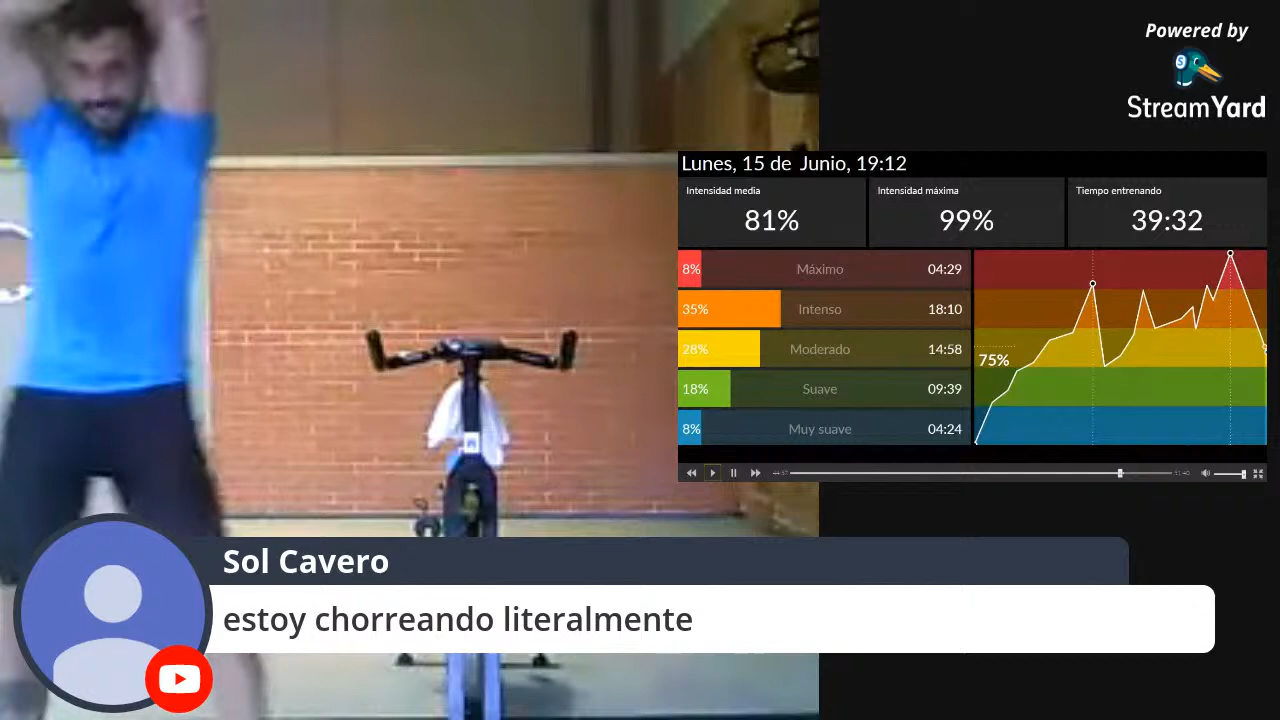 Powered by
StreamYard
Lunes, 15 de Junio, 19:12
Intensidad media
81%
Intensidad máxima
99%
Tiempo entrenando
39:32
8% Máximo 04:29
35% Intenso 18:10
28% Moderado 14:58
18% Suave 09:39
8% Muy suave 04:24
75%
Sol Cavero
estoy chorreando literalmente